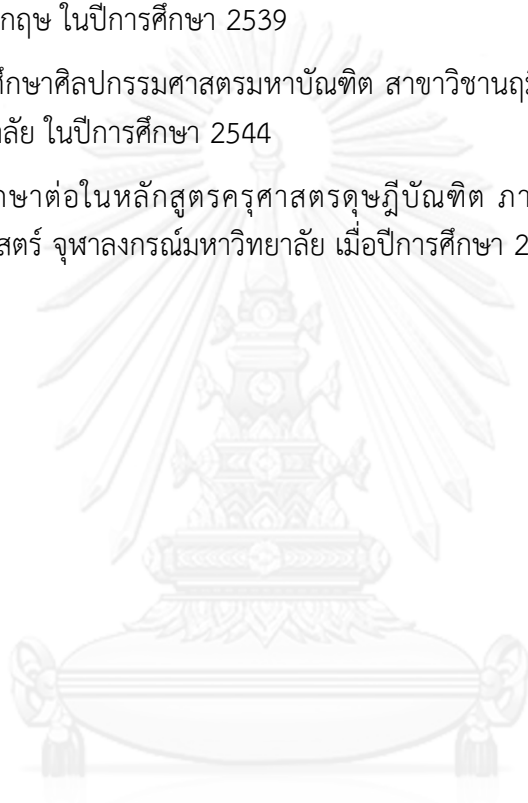 กฤษ ในปีการศึกษา 2539
ศึกษาศิลปกรรมศาสตรมหาบัณฑิต สาขาวิชานฤ
ลัย ในปีการศึกษา 2544
ษาต่อในหลักสูตรครุศาสตรดุษฎีบัณฑิต ภา
สตร์ จุฬาลงกรณ์มหาวิทยาลัย เมื่อปีการศึกษา 2